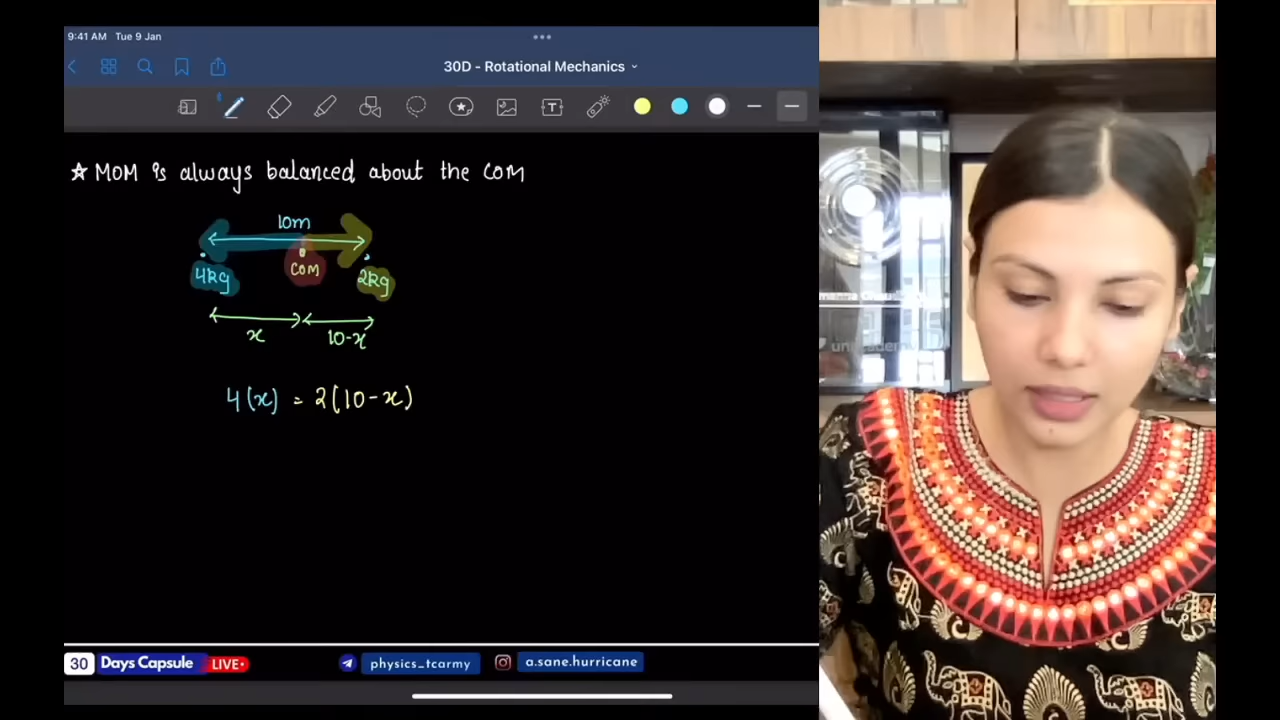 9:41 AM Tue 9 Jan
30D - Rotational Mechanics
★ MOM is always balanced about the COM
10m
4kg COM 2kg
x 10-x
4(x) = 2(10-x)
30 Days Capsule LIVE
physics_tcarmy a.sane.hurricane